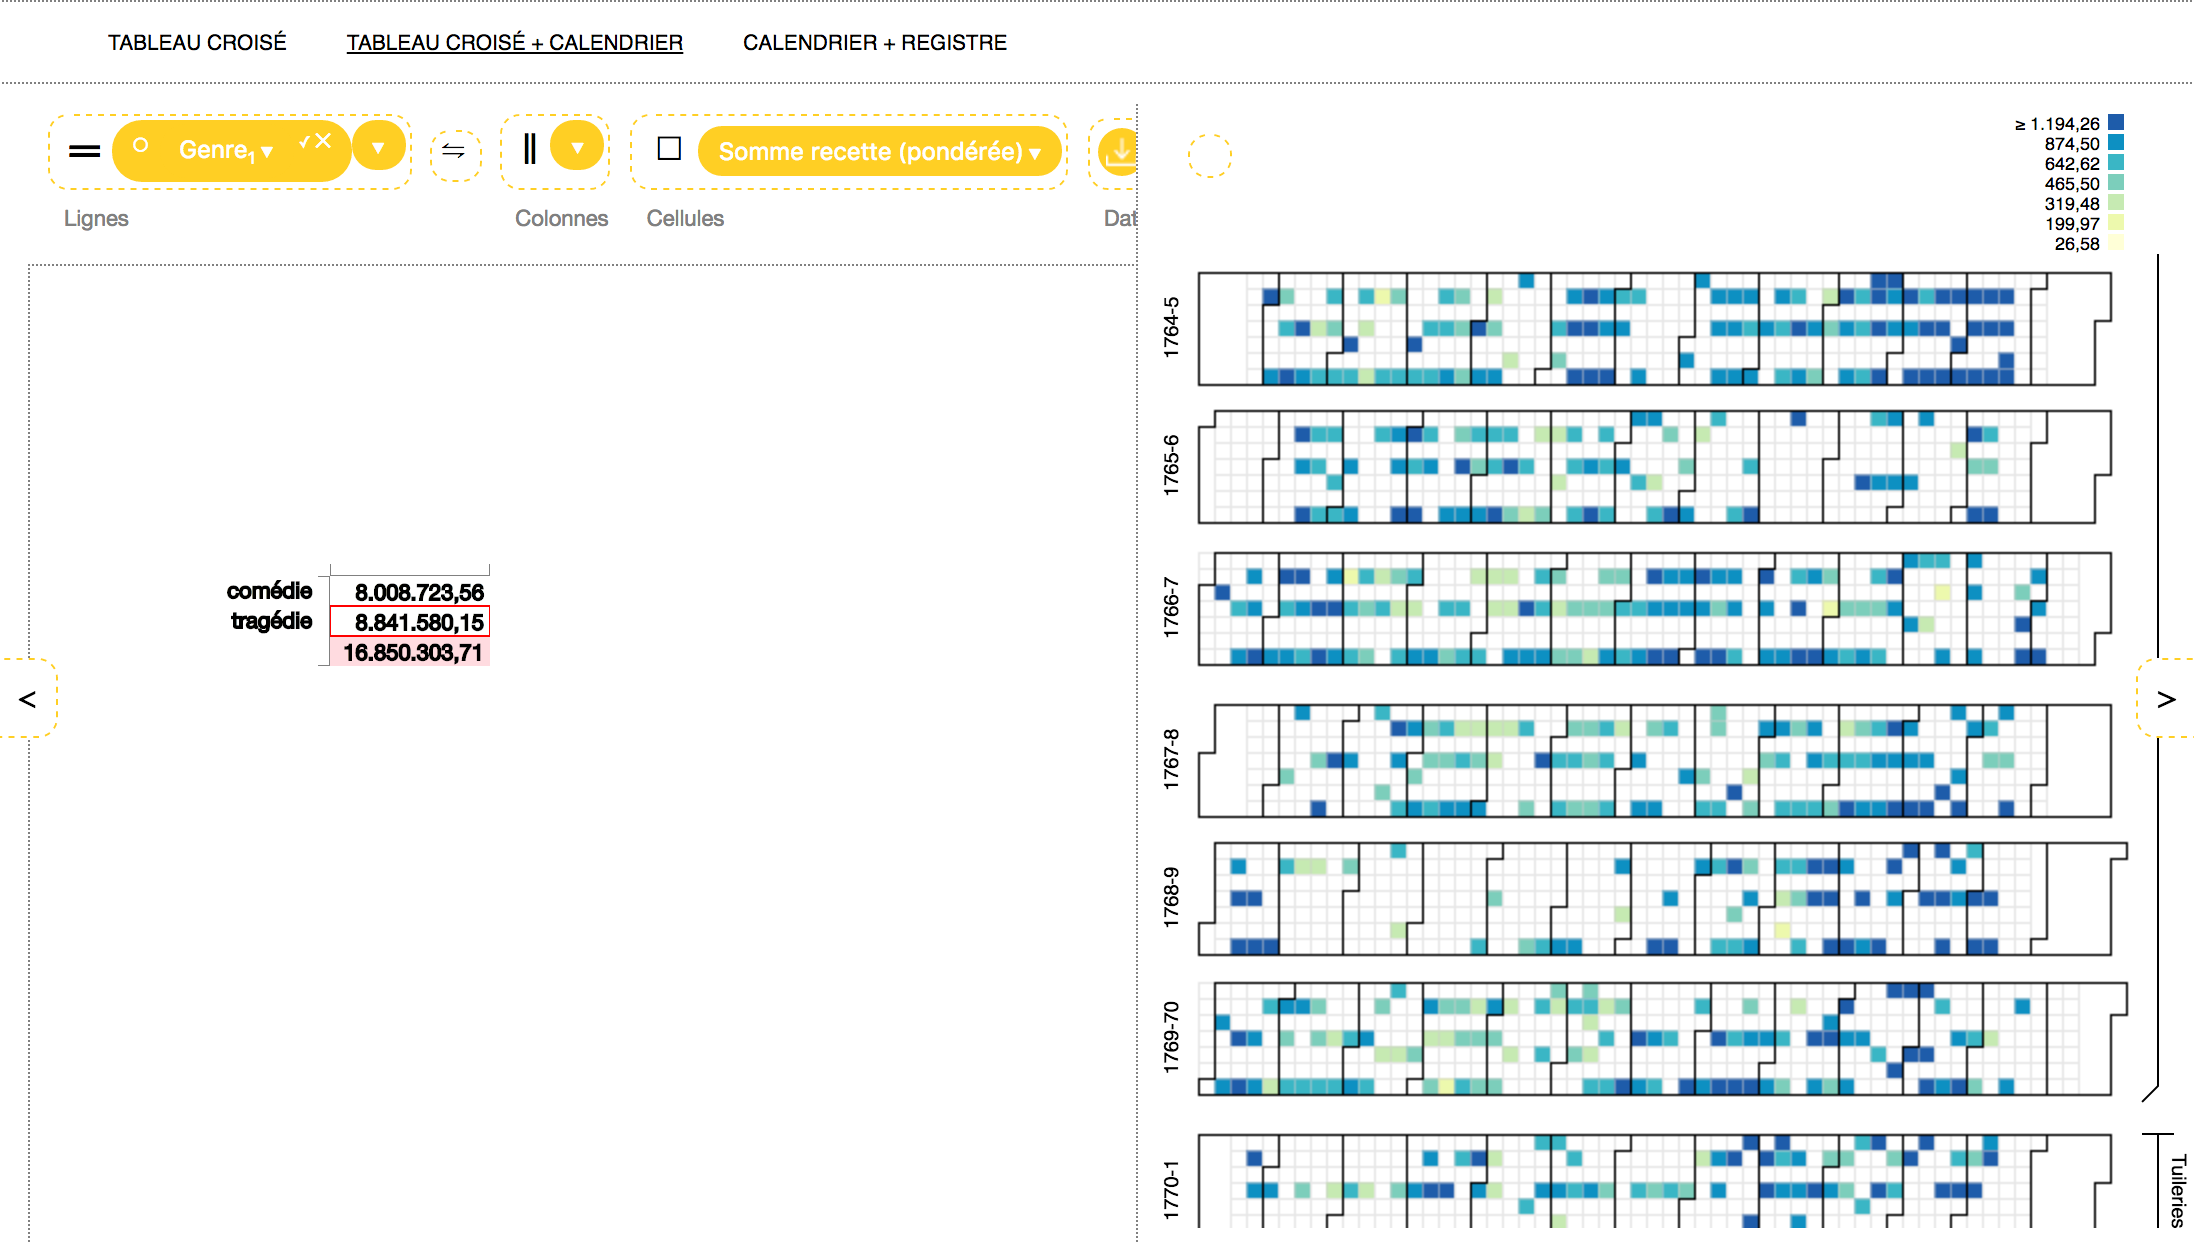 TABLEAU CROISÉ TABLEAU CROISÉ + CALENDRIER CALENDRIER + REGISTRE
Genre1 ▾ ✓✕ ▾ ⇋ ▾ Somme recette (pondérée) ▾
Lignes Colonnes Cellules Dat
≥ 1.194,26
874,50
642,62
465,50
319,48
199,97
26,58
comédie 8.008.723,56
tragédie 8.841.580,15
16.850.303,71
<
>
1764-5
1765-6
1766-7
1767-8
1768-9
1769-70
1770-1
Tuileries